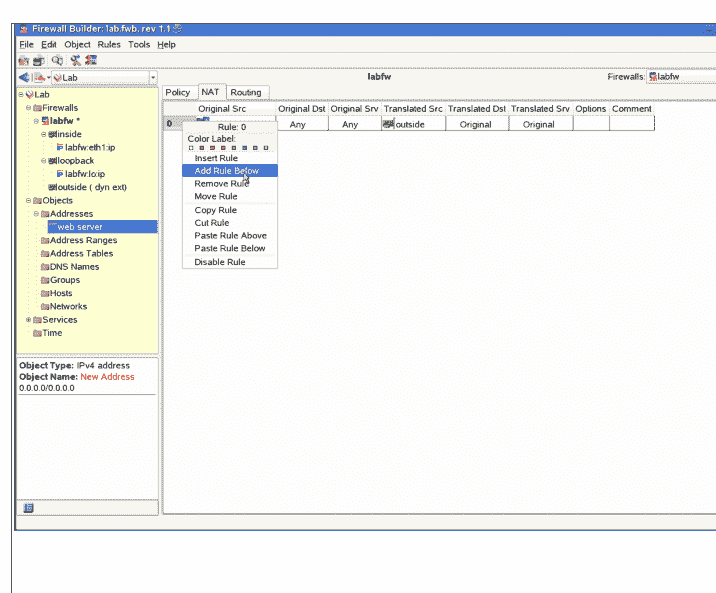 Firewall Builder: lab.fwb, rev 1.1
File Edit Object Rules Tools Help
Lab
labfw
Firewalls: labfw
Policy NAT Routing
Original Src Original Dst Original Srv Translated Src Translated Dst Translated Srv Options Comment
0 Any Any outside Original Original
Rule: 0
Color Label:
Insert Rule
Add Rule Below
Remove Rule
Move Rule
Copy Rule
Cut Rule
Paste Rule Above
Paste Rule Below
Disable Rule
Lab
Firewalls
labfw *
inside
labfw:eth1:ip
loopback
labfw:lo:ip
outside ( dyn ext)
Objects
Addresses
web server
Address Ranges
Address Tables
DNS Names
Groups
Hosts
Networks
Services
Time
Object Type: IPv4 address
Object Name: New Address
0.0.0.0/0.0.0.0